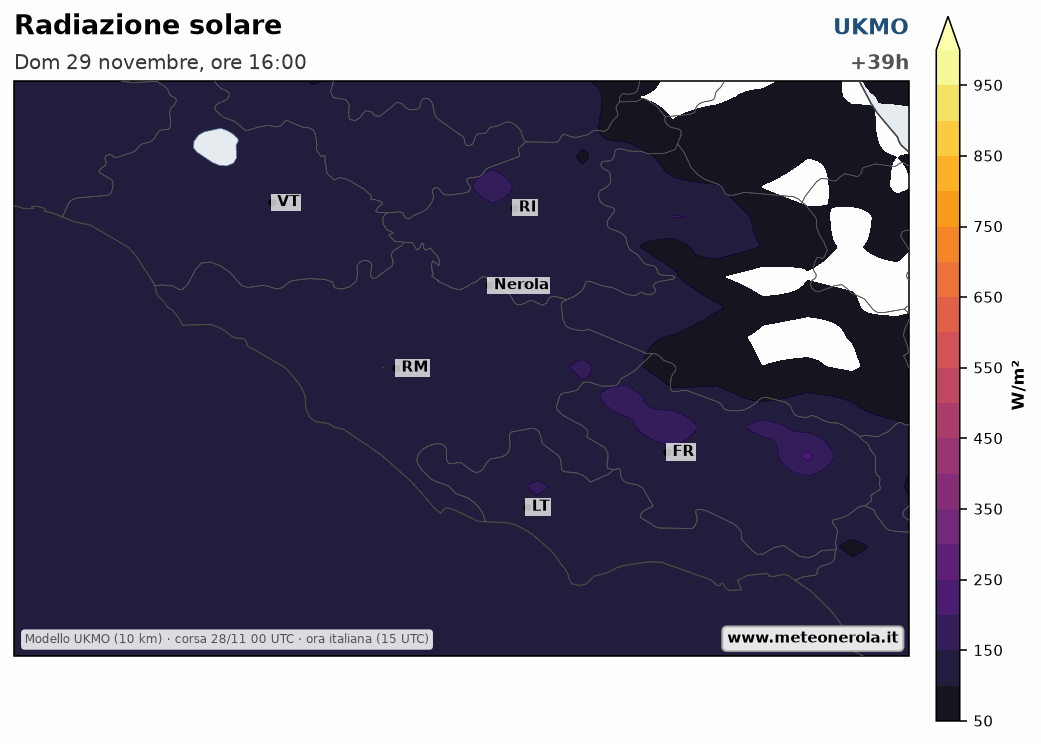 Radiazione solare
UKMO
Dom 29 novembre, ore 16:00
+39h
VT
RI
Nerola
RM
FR
LT
950
850
750
650
550
450
350
250
150
50
W/m²
Modello UKMO (10 km) · corsa 28/11 00 UTC · ora italiana (15 UTC)
www.meteonerola.it